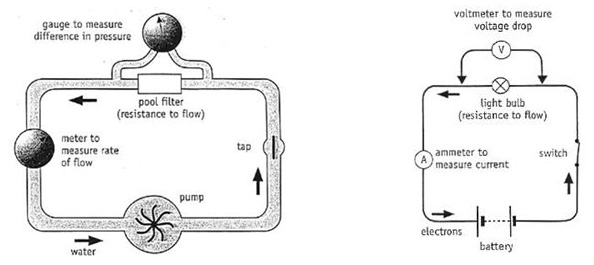 gauge to measure
difference in pressure
pool filter
(resistance to flow)
meter to
measure rate
of flow
tap
pump
water
voltmeter to measure
voltage drop
V
light bulb
(resistance to flow)
A
ammeter to
measure current
switch
electrons
battery